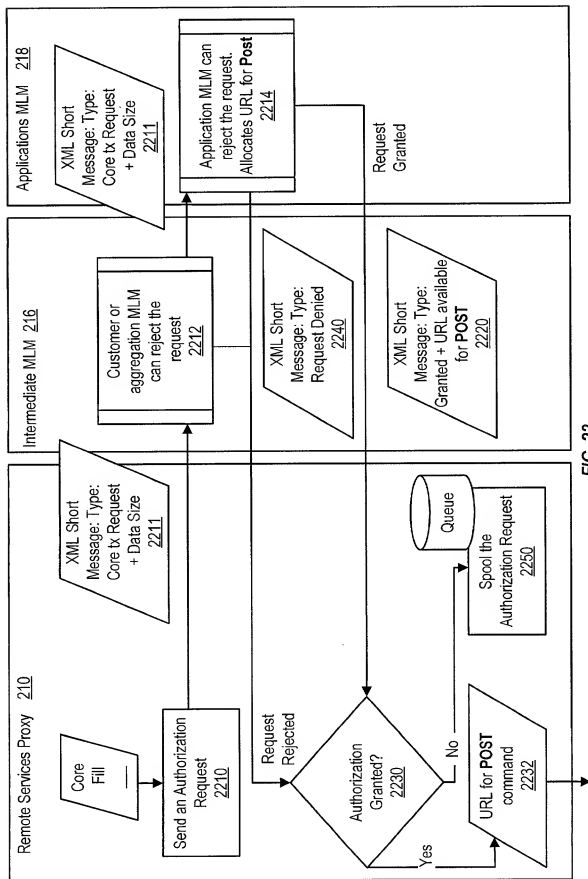 Remote Services Proxy 210
Core
Fill
XML Short
Message: Type:
Core tx Request
+ Data Size
2211
Send an Authorization
Request
2210
Request
Rejected
Authorization
Granted?
2230
No
Yes
Queue
Spool the
Authorization Request
2250
URL for POST
command
2232
Intermediate MLM 216
Customer or
aggregation MLM
can reject the
request
2212
XML Short
Message: Type:
Request Denied
2240
XML Short
Message: Type:
Granted + URL available
for POST
2220
Applications MLM 218
XML Short
Message: Type:
Core tx Request
+ Data Size
2211
Application MLM can
reject the request.
Allocates URL for Post
2214
Request
Granted